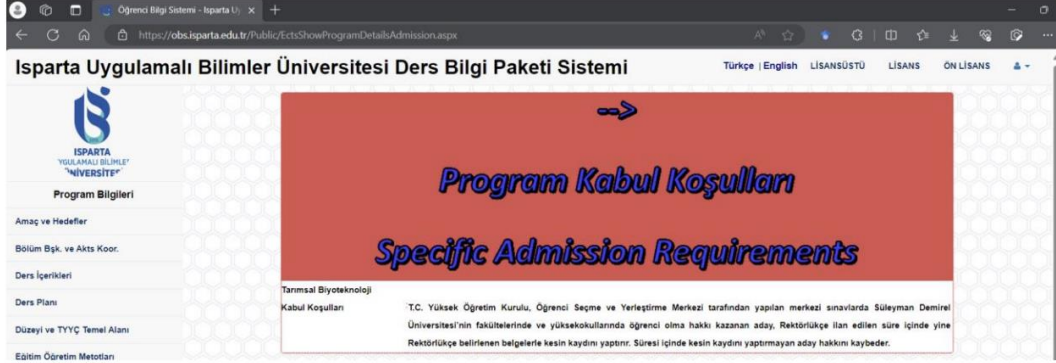 Öğrenci Bilgi Sistemi - Isparta Uy
https://obs.isparta.edu.tr/Public/EctsShowProgramDetailsAdmission.aspx
Isparta Uygulamalı Bilimler Üniversitesi Ders Bilgi Paketi Sistemi
Türkçe | English LİSANSÜSTÜ LİSANS ÖN LİSANS
ISPARTA
-->
Program Kabul Koşulları
Specific Admission Requirements
Program Bilgileri
Amaç ve Hedefler
Bölüm Bşk. ve Akts Koor.
Ders İçerikleri
Ders Planı
Düzeyi ve TYYÇ Temel Alanı
Eğitim Öğretim Metotları
Tarımsal Biyoteknoloji
Kabul Koşulları T.C. Yüksek Öğretim Kurulu, Öğrenci Seçme ve Yerleştirme Merkezi tarafından yapılan merkezi sınavlarda Süleyman Demirel
Üniversitesi'nin fakültelerinde ve yüksekokullarında öğrenci olma hakkı kazanan aday, Rektörlükçe ilan edilen süre içinde yine
Rektörlükçe belirlenen belgelerle kesin kaydını yaptırır. Süresi içinde kesin kaydını yaptırmayan aday hakkını kaybeder.